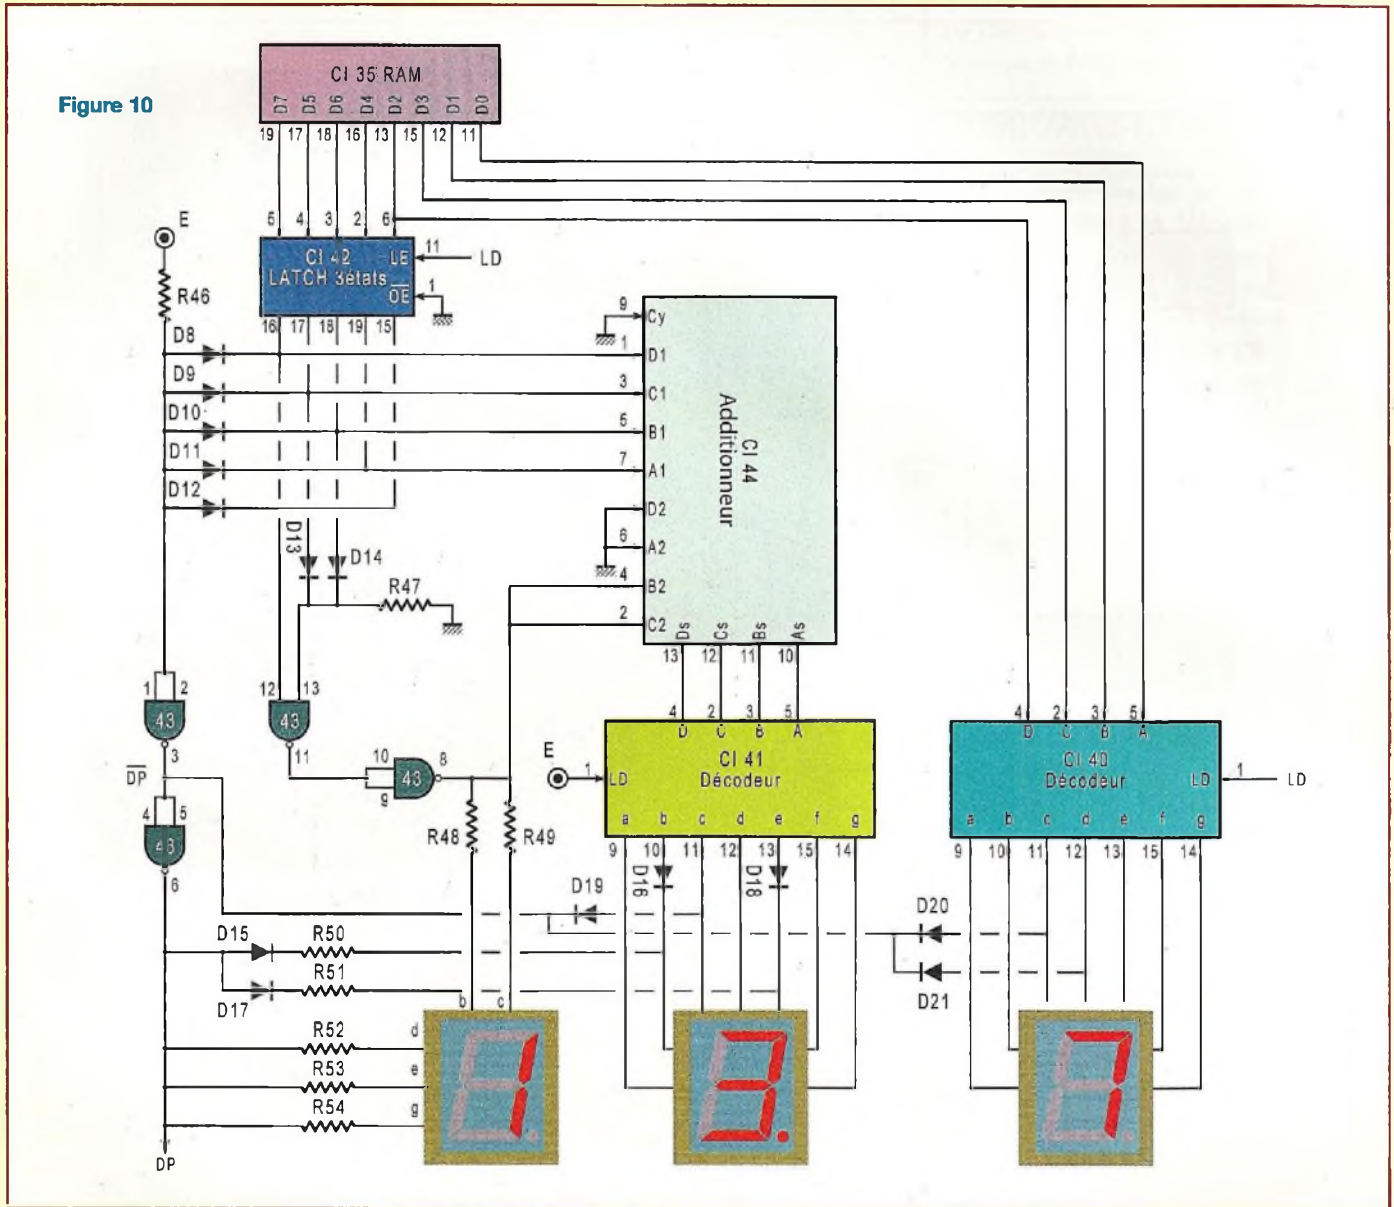 Figure 10
CI 35 RAM
D7 D5 D6 D4 D2 D3 D1 D0
19 17 18 16 13 15 12 11
E
5 4 3 2 6
CI 42
LATCH 3états
LE
11
LD
OE
1
R46
16 17 18 19 15
D8
D9
D10
D11
D12
9 Cy
1 D1
3 C1
5 B1
7 A1
D2
6 A2
4 B2
2 C2
CI 44
Additionneur
Ds Cs Bs As
13 12 11 10
D13
D14
R47
1 2
43
3
DP
4 5
43
6
12 13
43
11
10
9
43
8
R48
R49
E
1
LD
4 2 3 5
D C B A
CI 41
Décodeur
a b c d e f g
9 10 11 12 13 15 14
4 2 3 5
D C B A
CI 40
Décodeur
LD
1
LD
a b c d e f g
9 10 11 12 13 15 14
D16
D18
D19
D20
D21
D15
R50
R51
D17
b c
R52
d
R53
e
R54
g
DP
1
3.
7